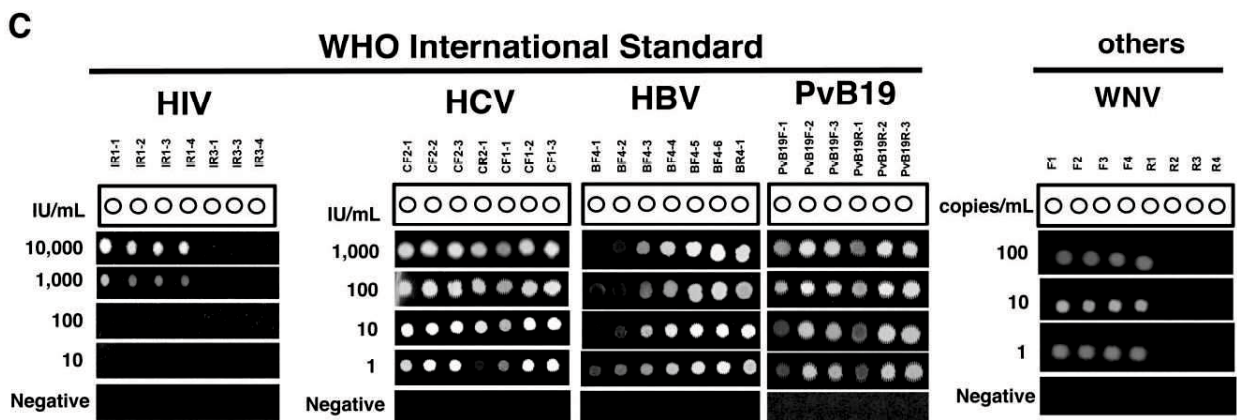 C
WHO International Standard
others
HIV
HCV
HBV
PvB19
WNV
IR1-1
IR1-2
IR1-3
IR1-4
IR3-1
IR3-3
IR3-4
CF2-1
CF2-2
CF2-3
CR2-1
CF1-1
CF1-2
CF1-3
BF4-1
BF4-2
BF4-3
BF4-4
BF4-5
BF4-6
BR4-1
PvB19F-1
PvB19F-2
PvB19F-3
PvB19R-1
PvB19R-2
PvB19R-3
F1
F2
F3
F4
R1
R2
R3
R4
IU/mL
10,000
1,000
100
10
Negative
IU/mL
1,000
100
10
1
Negative
copies/mL
100
10
1
Negative